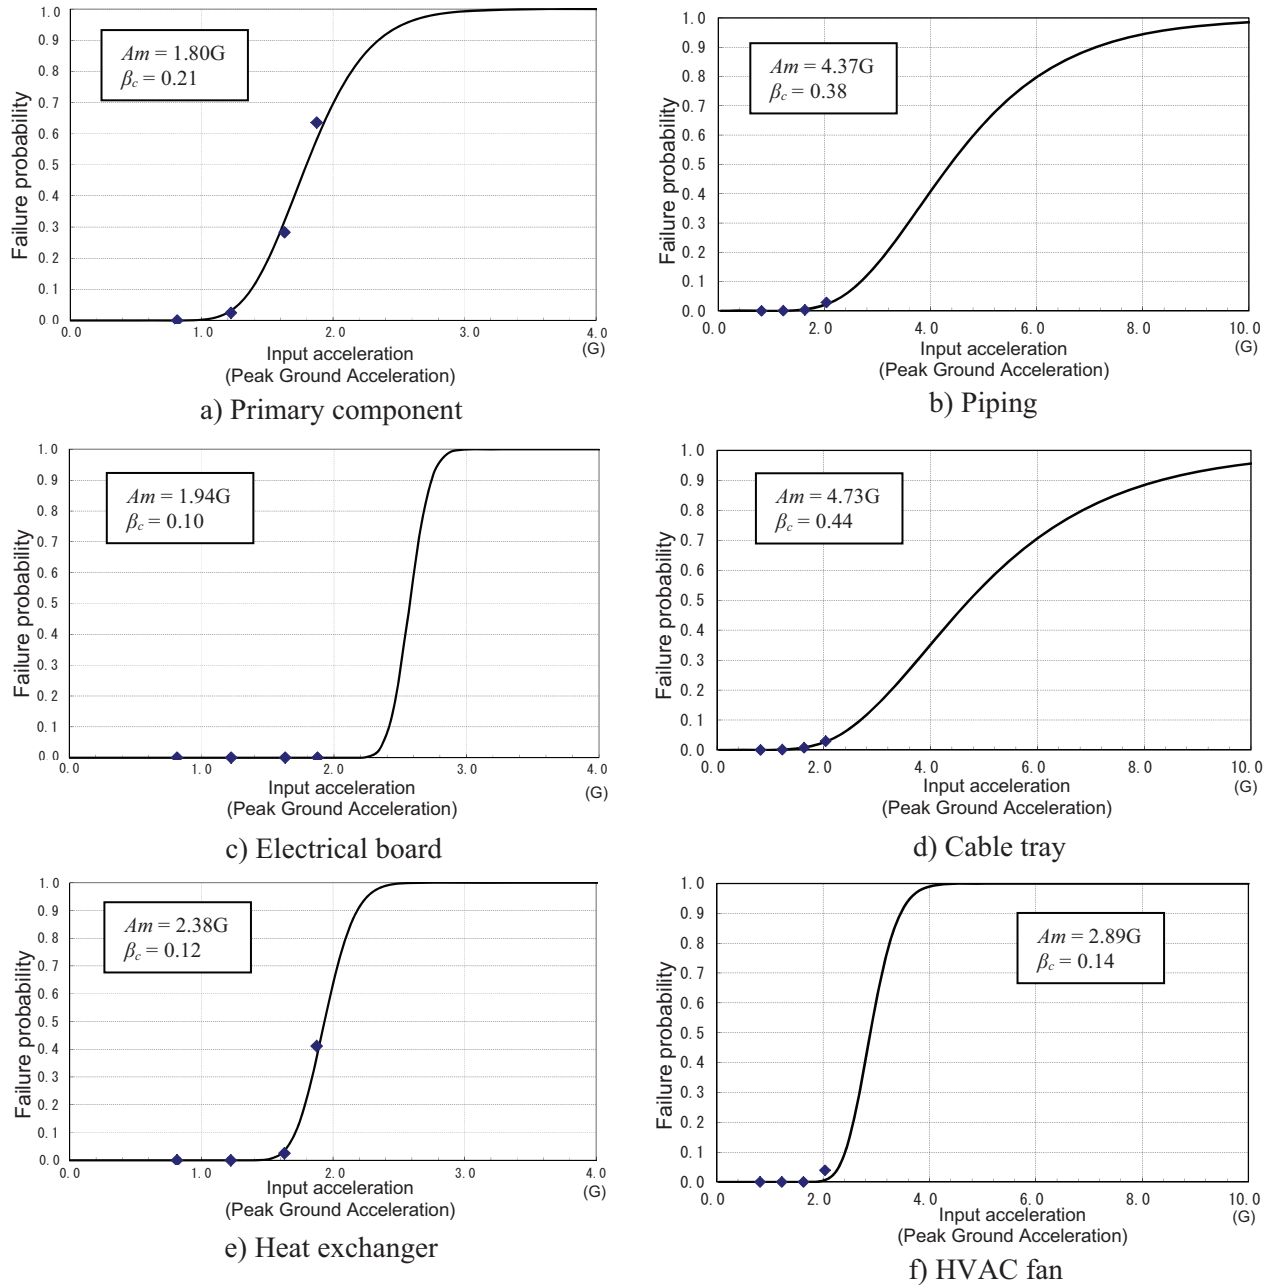 Am = 1.80G
βc = 0.21
Failure probability
1.0
0.9
0.8
0.7
0.6
0.5
0.4
0.3
0.2
0.1
0.0
0.0 1.0 2.0 3.0 4.0
Input acceleration (G)
(Peak Ground Acceleration)
a) Primary component
Am = 4.37G
βc = 0.38
Failure probability
1.0
0.9
0.8
0.7
0.6
0.5
0.4
0.3
0.2
0.1
0.0
0.0 2.0 4.0 6.0 8.0 10.0
Input acceleration (G)
(Peak Ground Acceleration)
b) Piping
Am = 1.94G
βc = 0.10
Failure probability
1.0
0.9
0.8
0.7
0.6
0.5
0.4
0.3
0.2
0.1
0.0
0.0 1.0 2.0 3.0 4.0
Input acceleration (G)
(Peak Ground Acceleration)
c) Electrical board
Am = 4.73G
βc = 0.44
Failure probability
1.0
0.9
0.8
0.7
0.6
0.5
0.4
0.3
0.2
0.1
0.0
0.0 2.0 4.0 6.0 8.0 10.0
Input acceleration (G)
(Peak Ground Acceleration)
d) Cable tray
Am = 2.38G
βc = 0.12
Failure probability
1.0
0.9
0.8
0.7
0.6
0.5
0.4
0.3
0.2
0.1
0.0
0.0 1.0 2.0 3.0 4.0
Input acceleration (G)
(Peak Ground Acceleration)
e) Heat exchanger
Am = 2.89G
βc = 0.14
Failure probability
1.0
0.9
0.8
0.7
0.6
0.5
0.4
0.3
0.2
0.1
0.0
0.0 2.0 4.0 6.0 8.0 10.0
Input acceleration (G)
(Peak Ground Acceleration)
f) HVAC fan